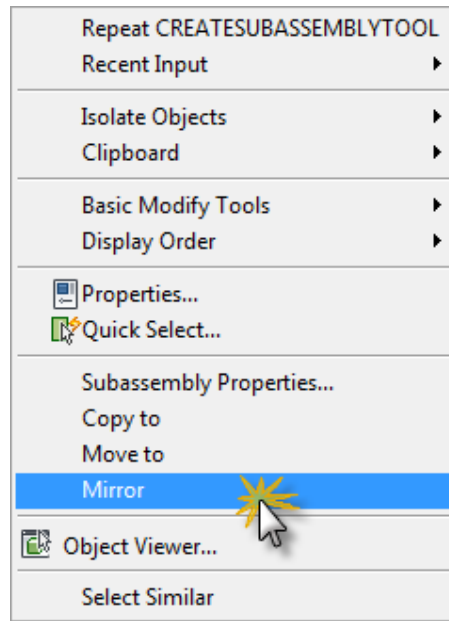 Repeat CREATESUBASSEMBLYTOOL
Recent Input
Isolate Objects
Clipboard
Basic Modify Tools
Display Order
Properties...
Quick Select...
Subassembly Properties...
Copy to
Move to
Mirror
Object Viewer...
Select Similar